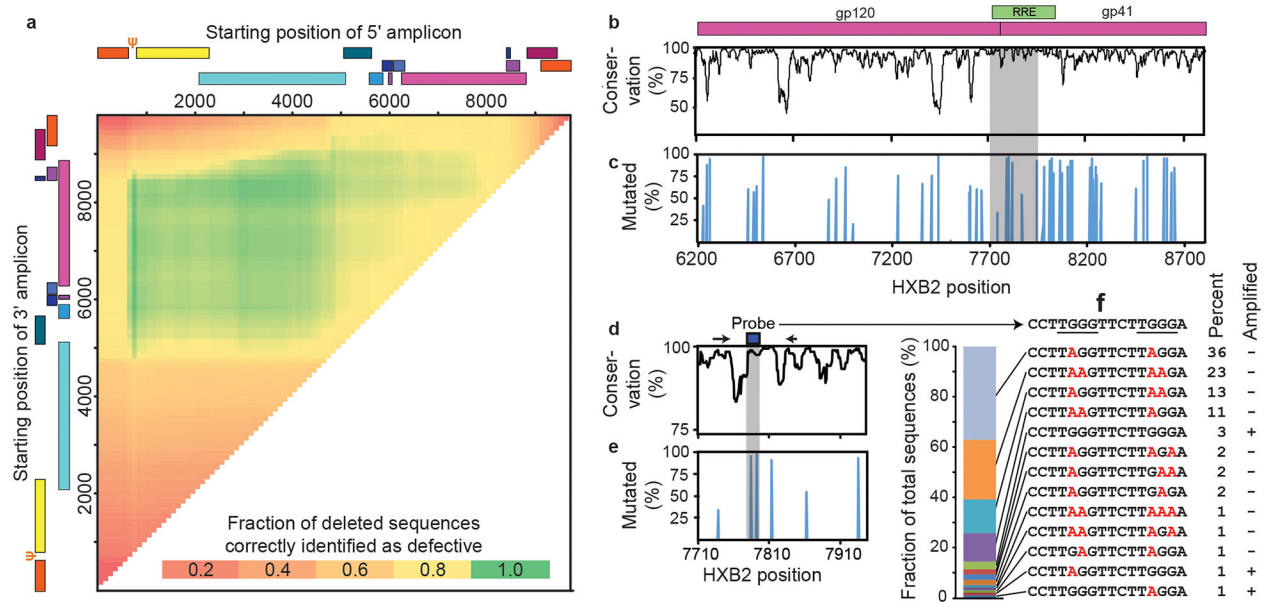 a
Starting position of 5' amplicon
ψ
2000 4000 6000 8000
Starting position of 3' amplicon
8000
6000
4000
2000
ψ
Fraction of deleted sequences
correctly identified as defective
0.2 0.4 0.6 0.8 1.0
b
gp120 RRE gp41
Conser-
vation
(%)
100
75
50
c
Mutated
(%)
100
75
50
25
6200 6700 7200 7700 8200 8700
HXB2 position
d
Probe
Conser-
vation
(%)
100
75
e
Mutated
(%)
100
75
50
25
7710 7810 7910
HXB2 position
f
Percent
Amplified
CCTTGGGTTCTTGGGA
Fraction of total sequences (%)
100
80
60
40
20
0
CCTTAGGTTCTTAGGA 36 -
CCTTAAGTTCTTAAGA 23 -
CCTTAGGTTCTTAAGA 13 -
CCTTAAGTTCTTAGGA 11 -
CCTTGGGTTCTTGGGA 3 +
CCTTAGGTTCTTAGAA 2 -
CCTTAGGTTCTTGAAA 2 -
CCTTAGGTTCTTGAGA 2 -
CCTTAAGTTCTTAAAA 1 -
CCTTAAGTTCTTAGAA 1 -
CCTTGAGTTCTTAGGA 1 -
CCTTAGGTTCTTGGGA 1 +
CCTTGGGTTCTTAGGA 1 +